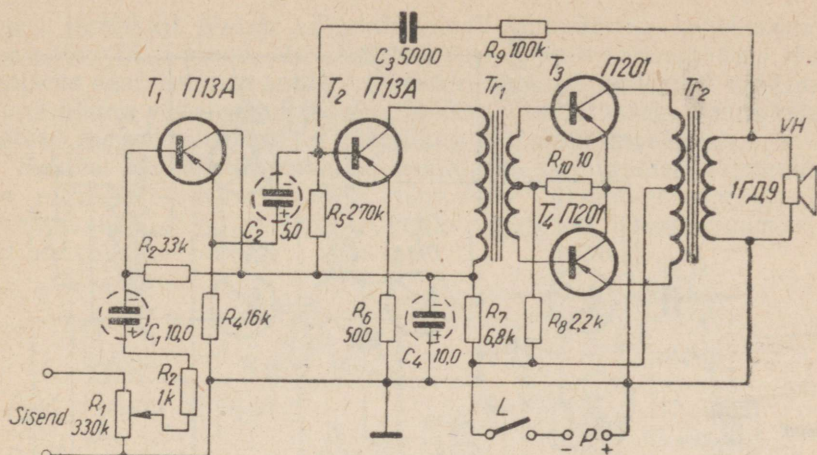 C₃ 5000
R₉ 100k
T₁ П13А
T₂ П13А
Tr₁
T₃ П201
Tr₂
VH
1ГД9
R₁₀ 10
T₄ П201
C₂ 5,0
R₅ 270k
R₂ 33k
C₁ 10,0
R₄ 16k
R₆ 500
C₄ 10,0
R₇ 6,8k
R₈ 2,2k
R₂ 1k
Sisend
R₁ 330k
L
P